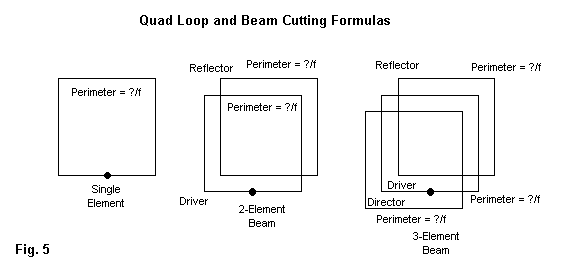 Quad Loop and Beam Cutting Formulas
Perimeter = ?/f
Single
Element
Reflector
Perimeter = ?/f
Perimeter = ?/f
Driver
2-Element
Beam
Reflector
Perimeter = ?/f
Driver
Perimeter = ?/f
Director
Perimeter = ?/f
3-Element
Beam
Fig. 5